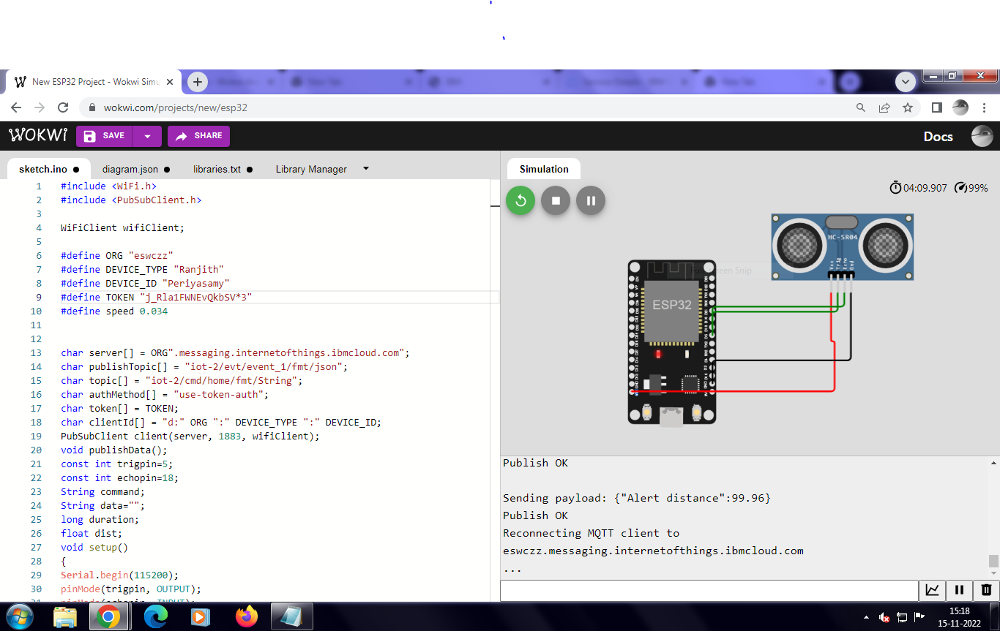 New ESP32 Project - Wokwi Simu
wokwi.com/projects/new/esp32
WOKWi
SAVE
SHARE
Docs
sketch.ino
diagram.json
libraries.txt
Library Manager
Simulation
04:09.907
99%
1 #include <WiFi.h>
2 #include <PubSubClient.h>
3
4 WiFiClient wifiClient;
5
6 #define ORG "eswczz"
7 #define DEVICE_TYPE "Ranjith"
8 #define DEVICE_ID "Periyasamy"
9 #define TOKEN "j_Rla1FWNEvQkbSV*3"
10 #define speed 0.034
11
12
13 char server[] = ORG".messaging.internetofthings.ibmcloud.com";
14 char publishTopic[] = "iot-2/evt/event_1/fmt/json";
15 char topic[] = "iot-2/cmd/home/fmt/String";
16 char authMethod[] = "use-token-auth";
17 char token[] = TOKEN;
18 char clientId[] = "d:" ORG ":" DEVICE_TYPE ":" DEVICE_ID;
19 PubSubClient client(server, 1883, wifiClient);
20 void publishData();
21 const int trigpin=5;
22 const int echopin=18;
23 String command;
24 String data="";
25 long duration;
26 float dist;
27 void setup()
28 {
29 Serial.begin(115200);
30 pinMode(trigpin, OUTPUT);
HC-SR04
Vcc
Trig
Echo
Gnd
Full-screen Snip
ESP32
Publish OK
Sending payload: {"Alert distance":99.96}
Publish OK
Reconnecting MQTT client to
eswczz.messaging.internetofthings.ibmcloud.com
...
15:18
15-11-2022